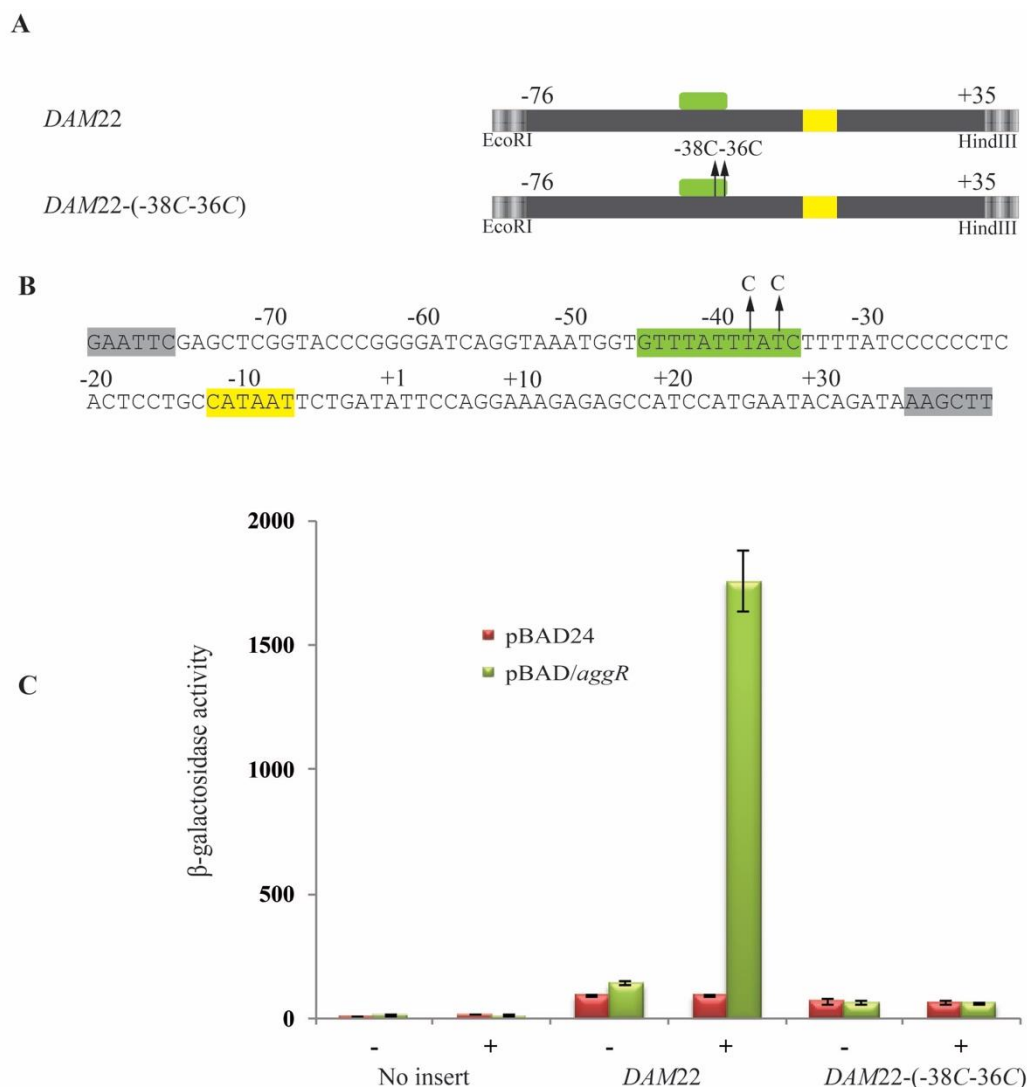 A
DAM22
-76
+35
EcoRI
HindIII
-38C-36C
DAM22-(-38C-36C)
-76
+35
EcoRI
HindIII
B
C C
-70 -60 -50 -40 -30
GAATTCGAGCTCGGTACCCGGGGATCAGGTAAATGGTGTTTATTTATCTTTTATCCCCCCTC
-20 -10 +1 +10 +20 +30
ACTCCTGCCATAATTCTGATATTCCAGGAAAGAGAGCCATCCATGAATACAGATAAAGCTT
C
β-galactosidase activity
2000
1500
1000
500
0
pBAD24
pBAD/aggR
- + - + - +
No insert DAM22 DAM22-(-38C-36C)